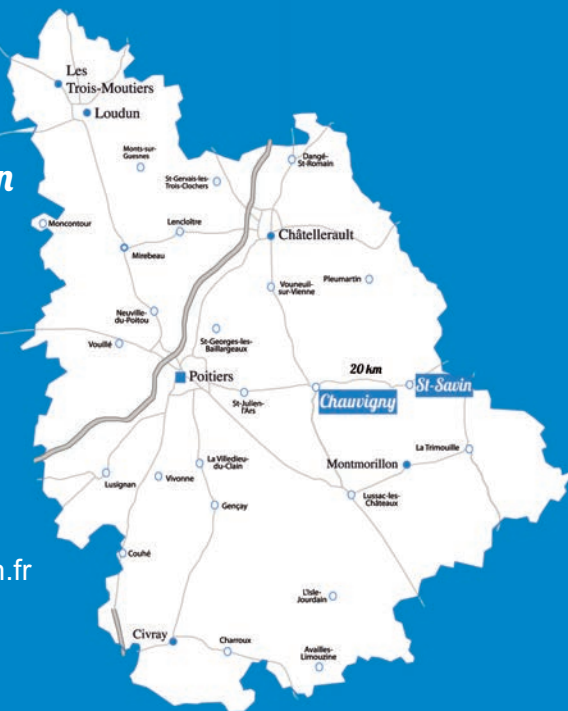 Les
Trois-Moutiers
Loudun
Monts-sur-
Guesnes
Dangé-
St-Romain
St-Gervais-les-
Trois-Clochers
n
Moncontour
Lencloître
Châtellerault
Mirebeau
Vouneuil-
sur-Vienne
Pleumartin
Neuville-
du-Poitou
St-Georges-les-
Baillargeaux
Vouillé
20 km
Poitiers
St-Savin
Chauvigny
St-Julien-
l'Ars
La Trimouille
La Villedieu-
du-Clain
Montmorillon
Lusignan
Vivonne
Lussac-les-
Châteaux
Gençay
Couhé
n.fr
L'Isle-
Jourdain
Civray
Charroux
Availles-
Limouzine